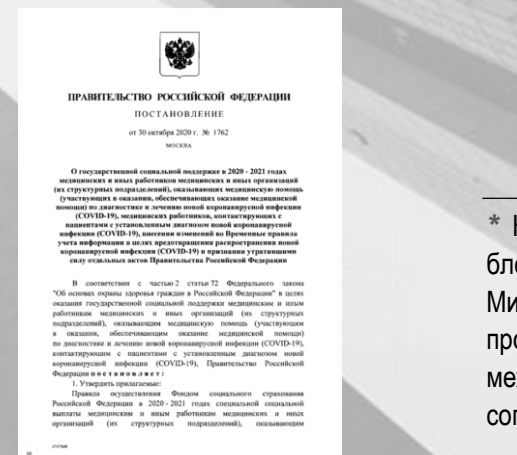 ПРАВИТЕЛЬСТВО РОССИЙСКОЙ ФЕДЕРАЦИИ
ПОСТАНОВЛЕНИЕ
от 30 октября 2020 г. № 1762
МОСКВА
О государственной социальной поддержке в 2020 - 2021 годах
медицинских и иных работников медицинских и иных организаций
(их структурных подразделений), оказывающих медицинскую помощь
(участвующих в оказании, обеспечивающих оказание медицинской
помощи) по диагностике и лечению новой коронавирусной инфекции
(COVID-19), медицинских работников, контактирующих с
пациентами с установленным диагнозом новой коронавирусной
инфекции (COVID-19), внесении изменений во Временные правила
учета информации в целях предотвращения распространения новой
коронавирусной инфекции (COVID-19) и признании утратившими
силу отдельных актов Правительства Российской Федерации
В соответствии с частью 2 статьи 72 Федерального закона
"Об основах охраны здоровья граждан в Российской Федерации" в целях
оказания государственной социальной поддержки медицинским и иным
работникам медицинских и иных организаций (их структурных
подразделений), оказывающим медицинскую помощь (участвующим
в оказании, обеспечивающим оказание медицинской помощи)
по диагностике и лечению новой коронавирусной инфекции (COVID-19),
контактирующим с пациентами с установленным диагнозом новой
коронавирусной инфекции (COVID-19), Правительство Российской
Федерации постановляет:
1. Утвердить прилагаемые:
Правила осуществления Фондом социального страхования
Российской Федерации в 2020 - 2021 годах специальной социальной
выплаты медицинским и иным работникам медицинских и иных
организаций (их структурных подразделений), оказывающим
*
бл
Ми
про
ме
сог